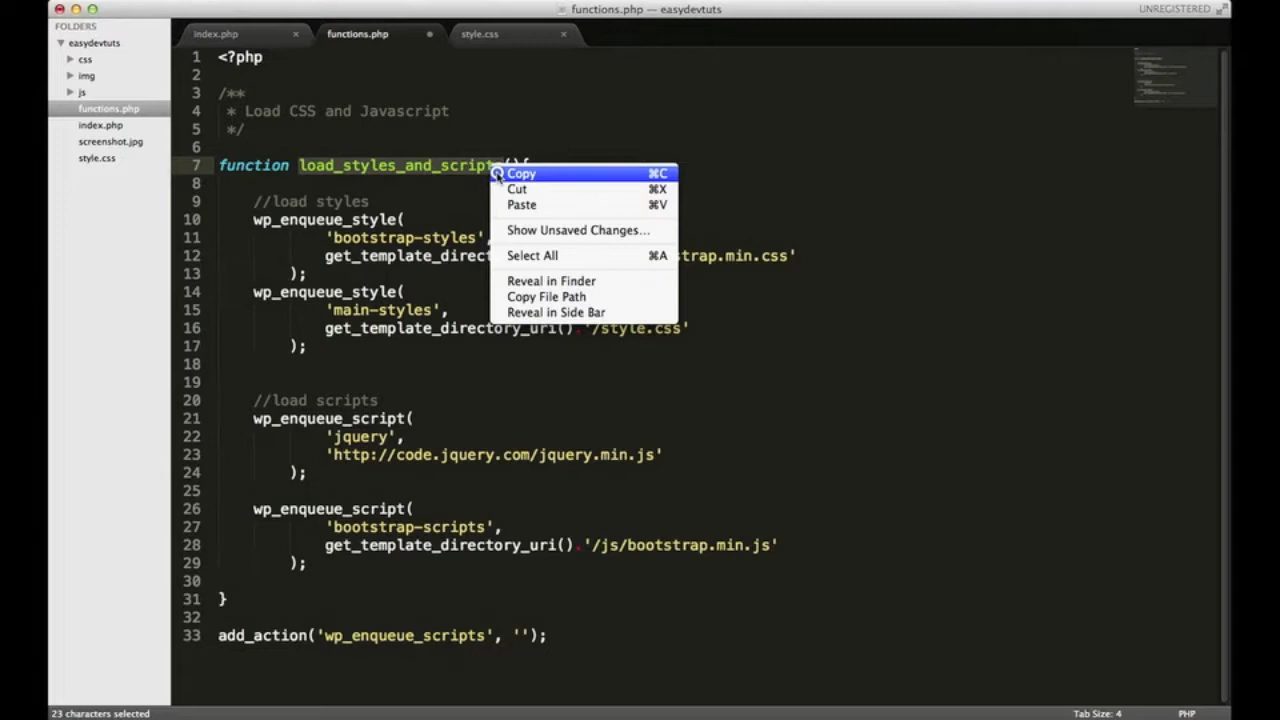 functions.php — easydevtuts
UNREGISTERED
FOLDERS
easydevtuts
css
img
js
functions.php
index.php
screenshot.jpg
style.css
index.php
functions.php
style.css
1 <?php
2
3 /**
4 * Load CSS and Javascript
5 */
6
7 function load_styles_and_script (){
8
9 //load styles
10 wp_enqueue_style(
11 'bootstrap-styles',
12 get_template_direct trap.min.css'
13 );
14 wp_enqueue_style(
15 'main-styles',
16 get_template_directory_uri().'/style.css'
17 );
18
19
20 //load scripts
21 wp_enqueue_script(
22 'jquery',
23 'http://code.jquery.com/jquery.min.js'
24 );
25
26 wp_enqueue_script(
27 'bootstrap-scripts',
28 get_template_directory_uri().'/js/bootstrap.min.js'
29 );
30
31 }
32
33 add_action('wp_enqueue_scripts', '');
Copy ⌘C
Cut ⌘X
Paste ⌘V
Show Unsaved Changes...
Select All ⌘A
Reveal in Finder
Copy File Path
Reveal in Side Bar
23 characters selected
Tab Size: 4
PHP